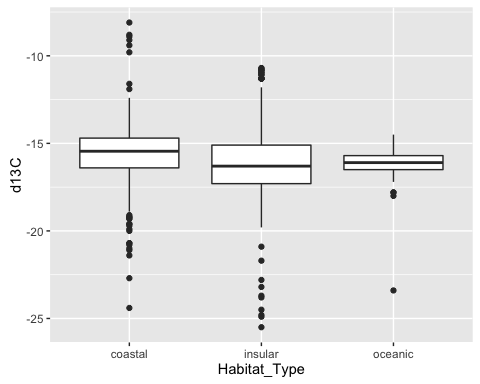 -10
-15
-20
-25
d13C
coastal insular oceanic
Habitat_Type